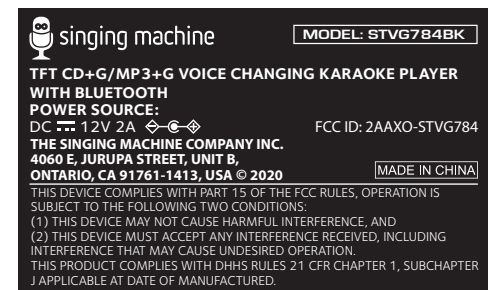 singing machine
MODEL: STVG784BK
TFT CD+G/MP3+G VOICE CHANGING KARAOKE PLAYER
WITH BLUETOOTH
POWER SOURCE:
DC 12V 2A
FCC ID: 2AAXO-STVG784
THE SINGING MACHINE COMPANY INC.
4060 E, JURUPA STREET, UNIT B,
ONTARIO, CA 91761-1413, USA © 2020
MADE IN CHINA
THIS DEVICE COMPLIES WITH PART 15 OF THE FCC RULES, OPERATION IS
SUBJECT TO THE FOLLOWING TWO CONDITIONS:
(1) THIS DEVICE MAY NOT CAUSE HARMFUL INTERFERENCE, AND
(2) THIS DEVICE MUST ACCEPT ANY INTERFERENCE RECEIVED, INCLUDING
INTERFERENCE THAT MAY CAUSE UNDESIRED OPERATION.
THIS PRODUCT COMPLIES WITH DHHS RULES 21 CFR CHAPTER 1, SUBCHAPTER
J APPLICABLE AT DATE OF MANUFACTURED.